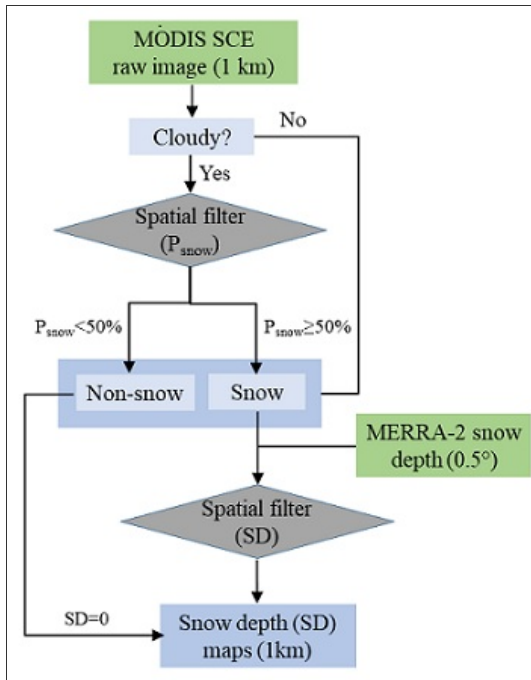 MODIS SCE
raw image (1 km)
Cloudy?
No
Yes
Spatial filter
(Psnow)
Psnow<50%
Psnow≥50%
Non-snow
Snow
MERRA-2 snow
depth (0.5°)
Spatial filter
(SD)
SD=0
Snow depth (SD)
maps (1km)